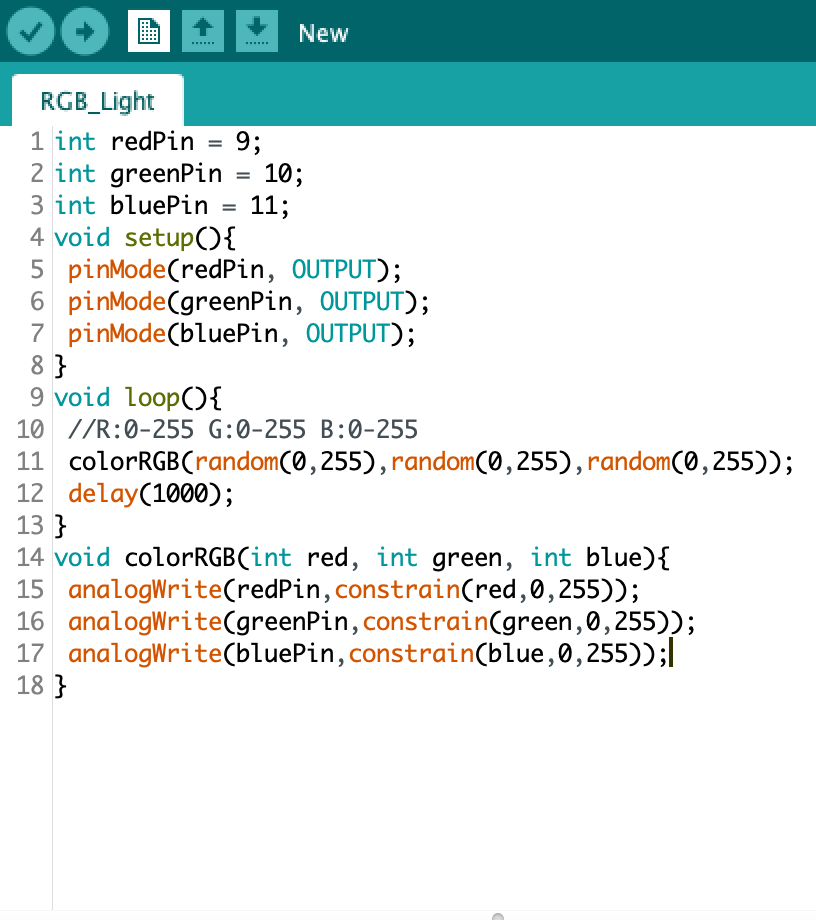 New
RGB_Light
1 int redPin = 9;
2 int greenPin = 10;
3 int bluePin = 11;
4 void setup(){
5  pinMode(redPin, OUTPUT);
6  pinMode(greenPin, OUTPUT);
7  pinMode(bluePin, OUTPUT);
8 }
9 void loop(){
10  //R:0-255 G:0-255 B:0-255
11  colorRGB(random(0,255),random(0,255),random(0,255));
12  delay(1000);
13 }
14 void colorRGB(int red, int green, int blue){
15  analogWrite(redPin,constrain(red,0,255));
16  analogWrite(greenPin,constrain(green,0,255));
17  analogWrite(bluePin,constrain(blue,0,255));
18 }